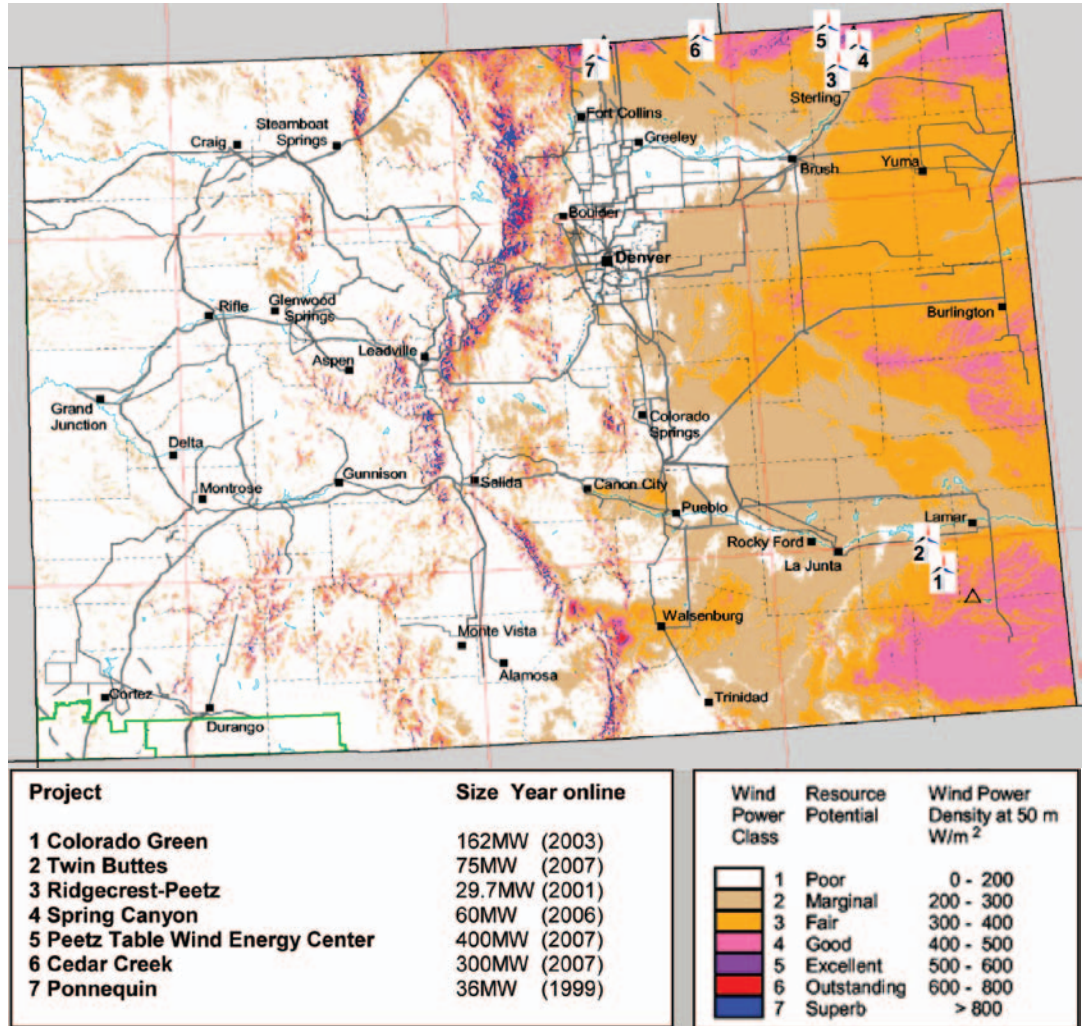 5
6
4
7
3
Sterling
Fort Collins
Steamboat
Springs
Craig
Greeley
Brush
Yuma
Boulder
Denver
Rifle
Glenwood
Springs
Burlington
Leadville
Aspen
Grand
Junction
Colorado
Springs
Delta
Gunnison
Salida
Canon City
Montrose
Pueblo
Lamar
Rocky Ford
La Junta
2
1
Walsenburg
Monte Vista
Alamosa
Cortez
Trinidad
Durango
Project Size Year online
1 Colorado Green 162MW (2003)
2 Twin Buttes 75MW (2007)
3 Ridgecrest-Peetz 29.7MW (2001)
4 Spring Canyon 60MW (2006)
5 Peetz Table Wind Energy Center 400MW (2007)
6 Cedar Creek 300MW (2007)
7 Ponnequin 36MW (1999)
Wind Resource Wind Power
Power Potential Density at 50 m
Class W/m²
1 Poor 0 - 200
2 Marginal 200 - 300
3 Fair 300 - 400
4 Good 400 - 500
5 Excellent 500 - 600
6 Outstanding 600 - 800
7 Superb > 800